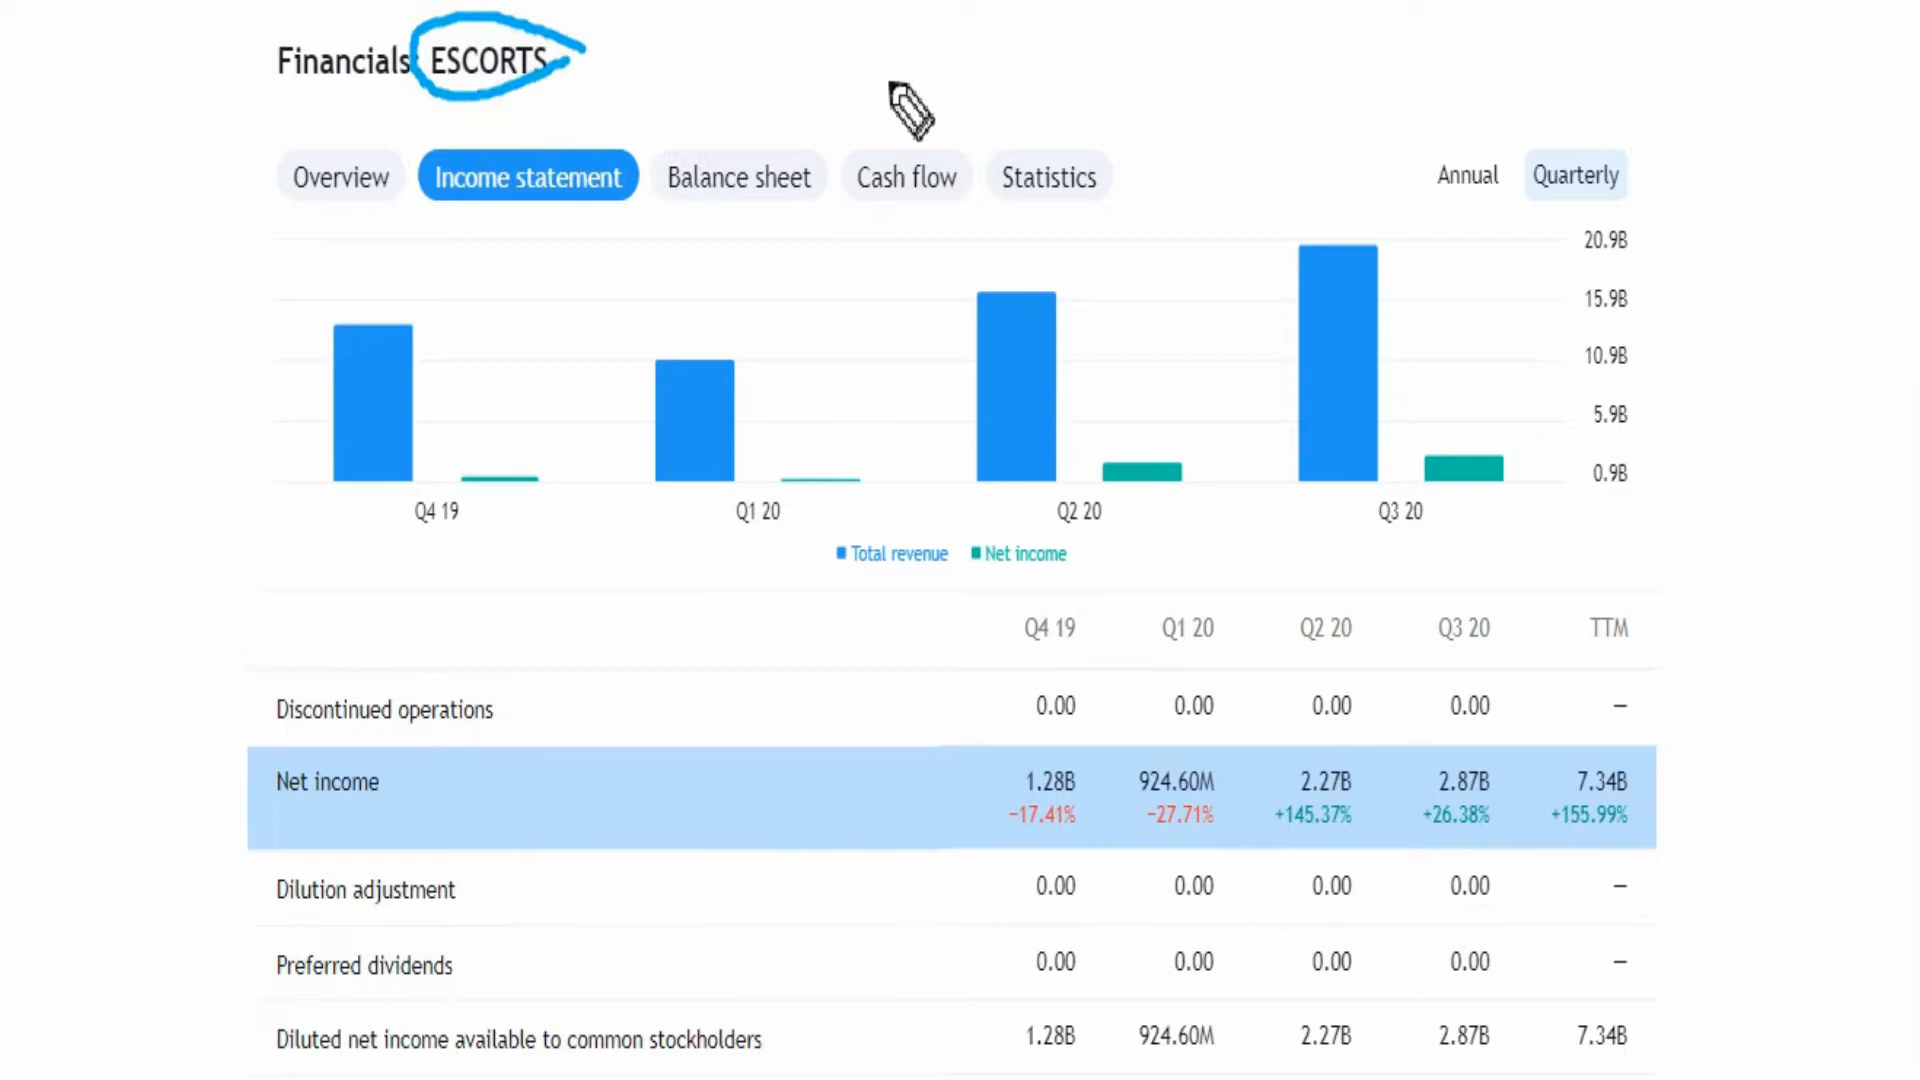 Financials ESCORTS
Overview Income statement Balance sheet Cash flow Statistics Annual Quarterly
20.9B
15.9B
10.9B
5.9B
0.9B
Q4 19 Q1 20 Q2 20 Q3 20
Total revenue Net income
Q4 19 Q1 20 Q2 20 Q3 20 TTM
Discontinued operations 0.00 0.00 0.00 0.00 —
Net income 1.28B 924.60M 2.27B 2.87B 7.34B
−17.41% −27.71% +145.37% +26.38% +155.99%
Dilution adjustment 0.00 0.00 0.00 0.00 —
Preferred dividends 0.00 0.00 0.00 0.00 —
Diluted net income available to common stockholders 1.28B 924.60M 2.27B 2.87B 7.34B